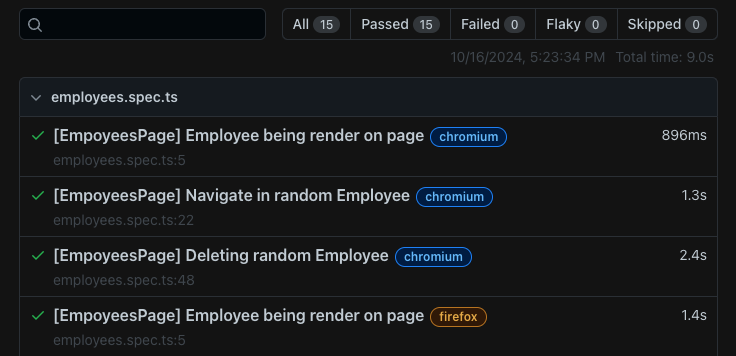 All 15 Passed 15 Failed 0 Flaky 0 Skipped 0
10/16/2024, 5:23:34 PM Total time: 9.0s
employees.spec.ts
[EmpoyeesPage] Employee being render on page chromium 896ms
employees.spec.ts:5
[EmpoyeesPage] Navigate in random Employee chromium 1.3s
employees.spec.ts:22
[EmpoyeesPage] Deleting random Employee chromium 2.4s
employees.spec.ts:48
[EmpoyeesPage] Employee being render on page firefox 1.4s
employees.spec.ts:5